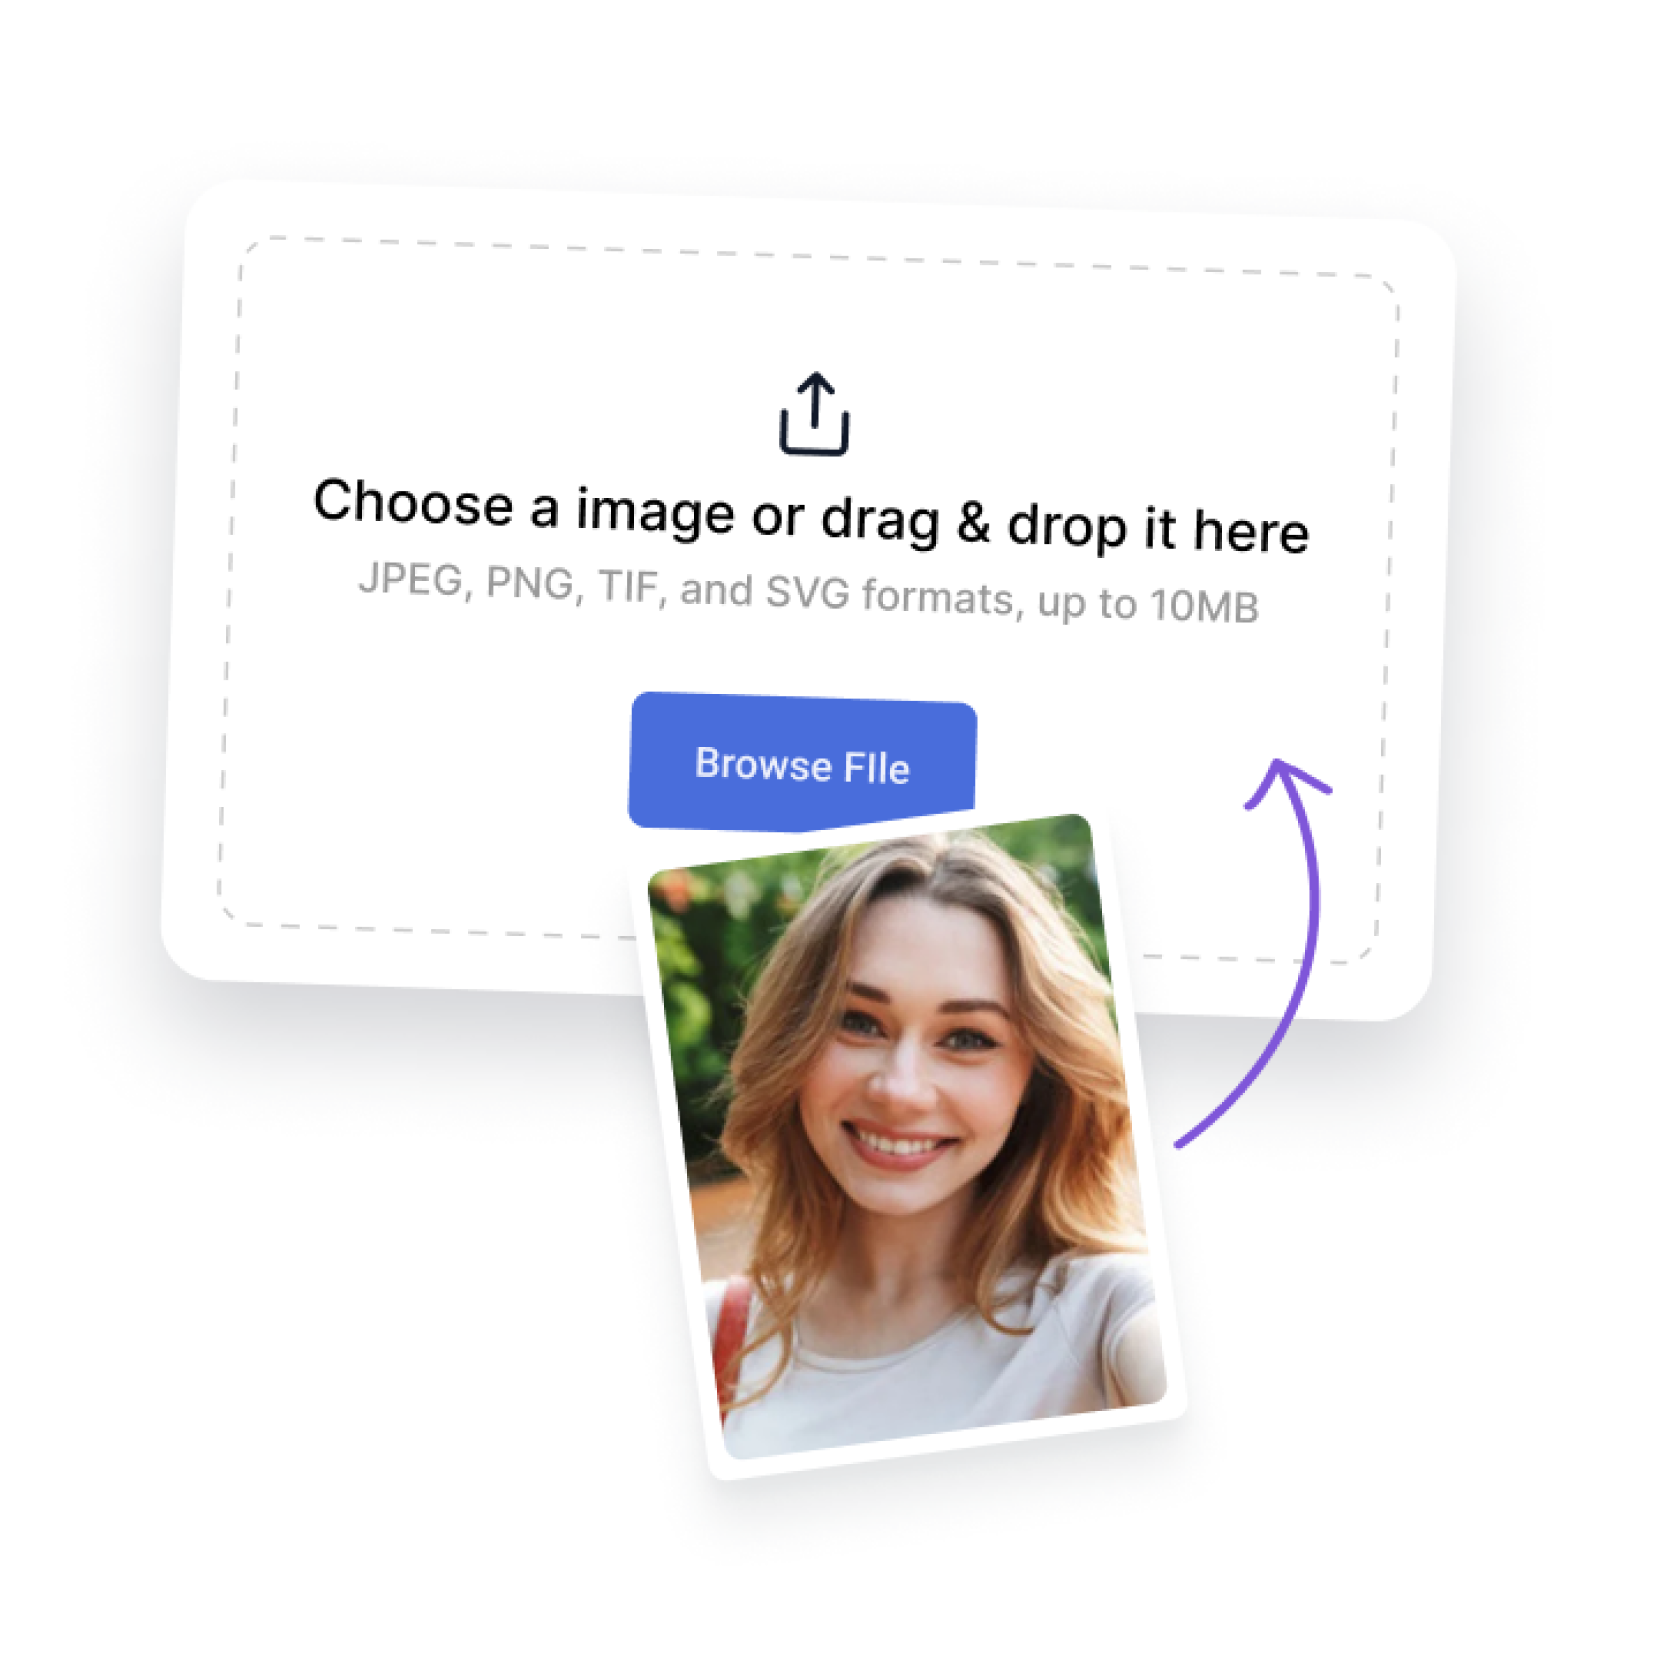 Choose a image or drag & drop it here
JPEG, PNG, TIF, and SVG formats, up to 10MB
Browse FIle